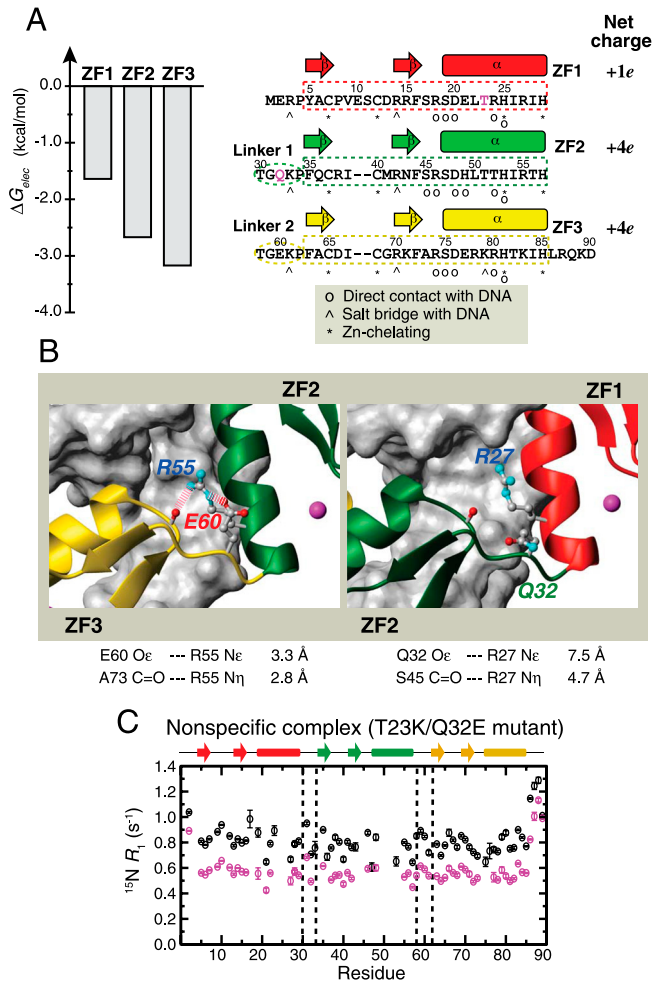 A
ZF1 ZF2 ZF3
0.0
-1.0
-2.0
-3.0
-4.0
ΔGelec (kcal/mol)
Net charge
β β α ZF1 +1e
5 10 15 20 25
MERPYACPVESCDRRFSRSDELTRHIRIH
^ * * ^ o o o o * *
o
Linker 1 β β α ZF2 +4e
30 35 40 45 50 55
TGQKPFQCRI--CMRNFSRSDHLTTHIRTH
^ * * ^ o o o o * *
o
Linker 2 β β α ZF3 +4e
60 65 70 75 80 85 90
TGEKPFACDI--CGRKFARSDERKRHTKIHLRQKD
^ * * ^ o o o ^ o * *
o
o Direct contact with DNA
^ Salt bridge with DNA
* Zn-chelating
B
ZF2
R55
E60
ZF3
ZF1
R27
Q32
ZF2
E60 Oε --- R55 Nε 3.3 Å
A73 C=O --- R55 Nη 2.8 Å
Q32 Oε --- R27 Nε 7.5 Å
S45 C=O --- R27 Nη 4.7 Å
C
Nonspecific complex (T23K/Q32E mutant)
1.4
1.2
1.0
0.8
0.6
0.4
0.2
0.0
15N R1 (s-1)
0 10 20 30 40 50 60 70 80 90
Residue